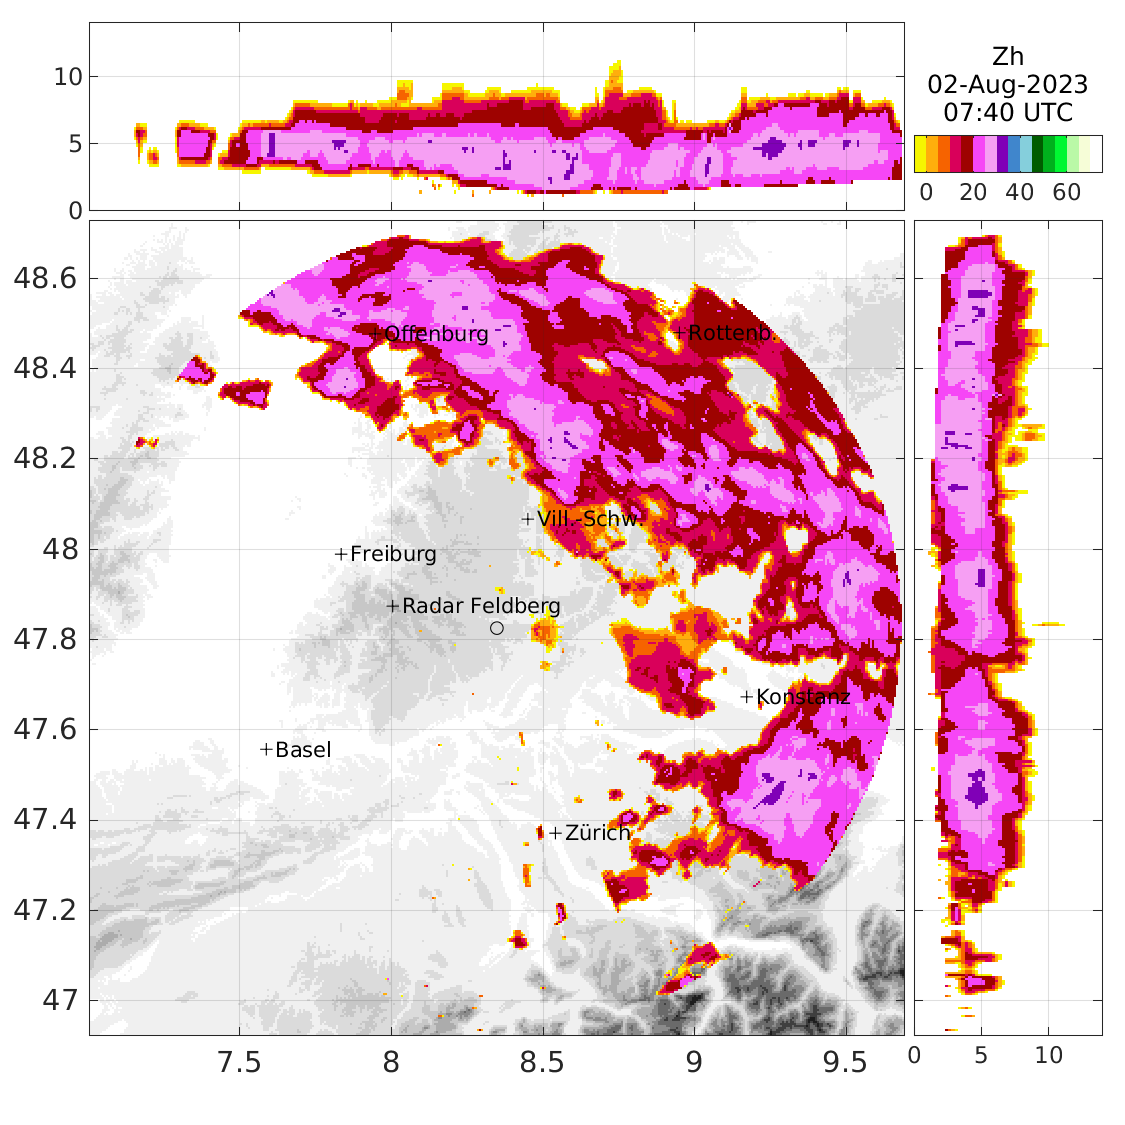 Zh
02-Aug-2023
07:40 UTC
0 20 40 60
10
5
0
48.6
48.4
48.2
48
47.8
47.6
47.4
47.2
47
+Offenburg
+Rottenb.
+Vill.-Schw.
+Freiburg
+Radar Feldberg
+Konstanz
+Basel
+Zürich
7.5 8 8.5 9 9.5
0 5 10